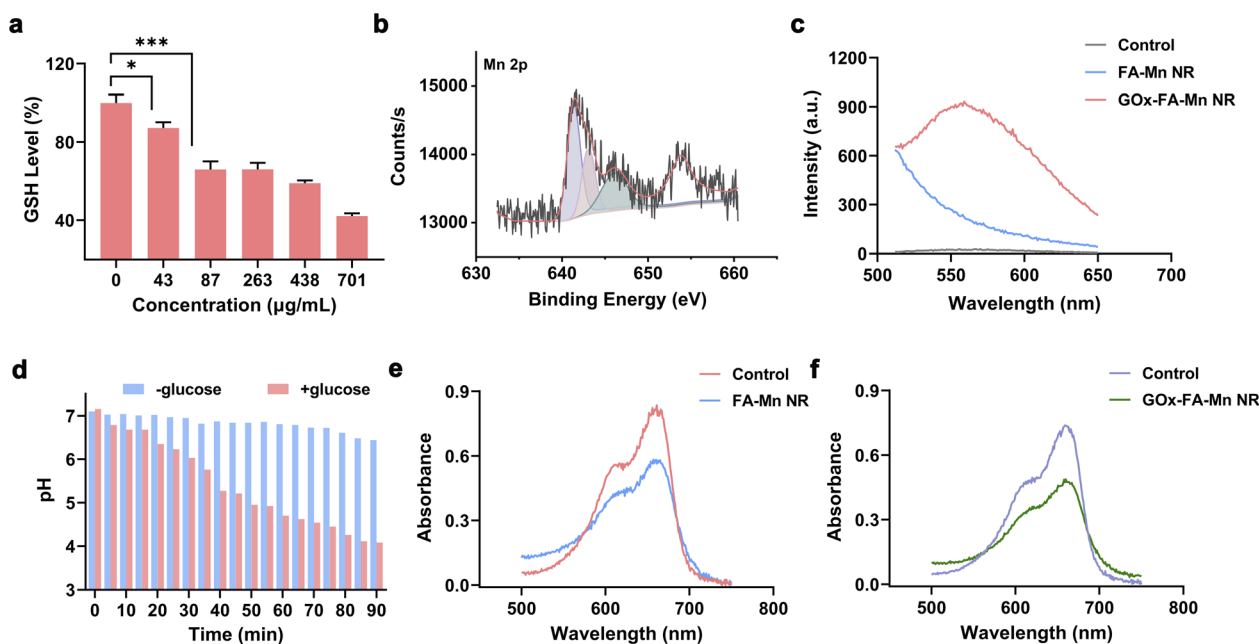 a
GSH Level (%)
120
80
40
***
*
0 43 87 263 438 701
Concentration (μg/mL)
b
Mn 2p
Counts/s
15000
14000
13000
630 640 650 660
Binding Energy (eV)
c
Control
FA-Mn NR
GOx-FA-Mn NR
Intensity (a.u.)
1200
900
600
300
0
500 550 600 650 700
Wavelength (nm)
d
-glucose +glucose
pH
7
6
5
4
3
0 10 20 30 40 50 60 70 80 90
Time (min)
e
Control
FA-Mn NR
Absorbance
0.9
0.6
0.3
0.0
500 600 700 800
Wavelength (nm)
f
Control
GOx-FA-Mn NR
Absorbance
0.9
0.6
0.3
0.0
500 600 700 800
Wavelength (nm)